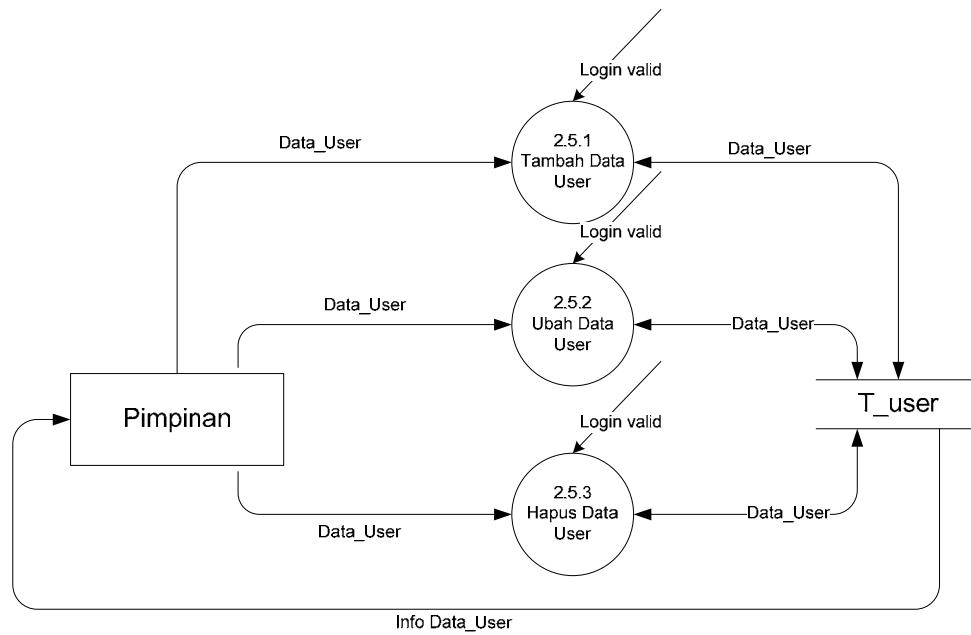 Login valid
Data_User
2.5.1
Tambah Data
User
Data_User
Login valid
Data_User
2.5.2
Ubah Data
User
Data_User
Pimpinan
T_user
Login valid
2.5.3
Hapus Data
User
Data_User
Data_User
Info Data_User